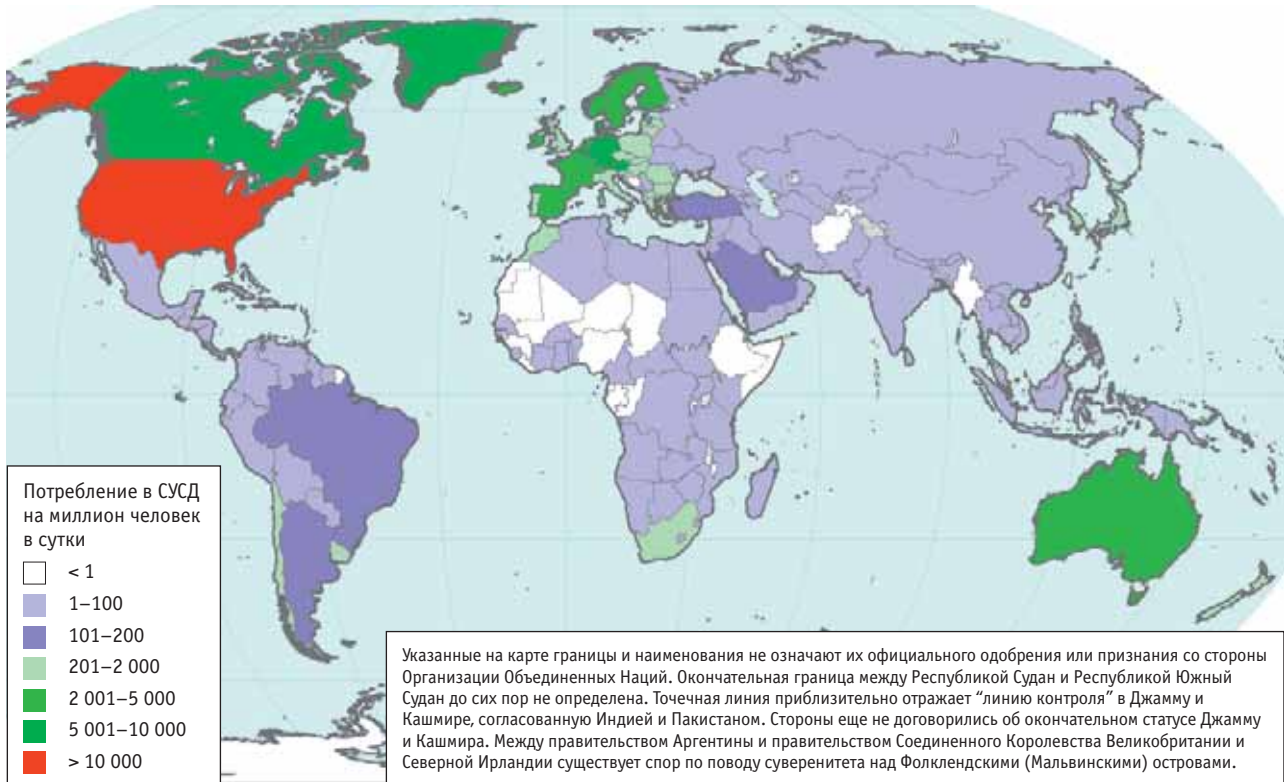 Потребление в СУСД
на миллион человек
в сутки
< 1
1–100
101–200
201–2 000
2 001–5 000
5 001–10 000
> 10 000
Указанные на карте границы и наименования не означают их официального одобрения или признания со стороны
Организации Объединенных Наций. Окончательная граница между Республикой Судан и Республикой Южный
Судан до сих пор не определена. Точечная линия приблизительно отражает “линию контроля” в Джамму и
Кашмире, согласованную Индией и Пакистаном. Стороны еще не договорились об окончательном статусе Джамму
и Кашмира. Между правительством Аргентины и правительством Соединенного Королевства Великобритании и
Северной Ирландии существует спор по поводу суверенитета над Фолклендскими (Мальвинскими) островами.